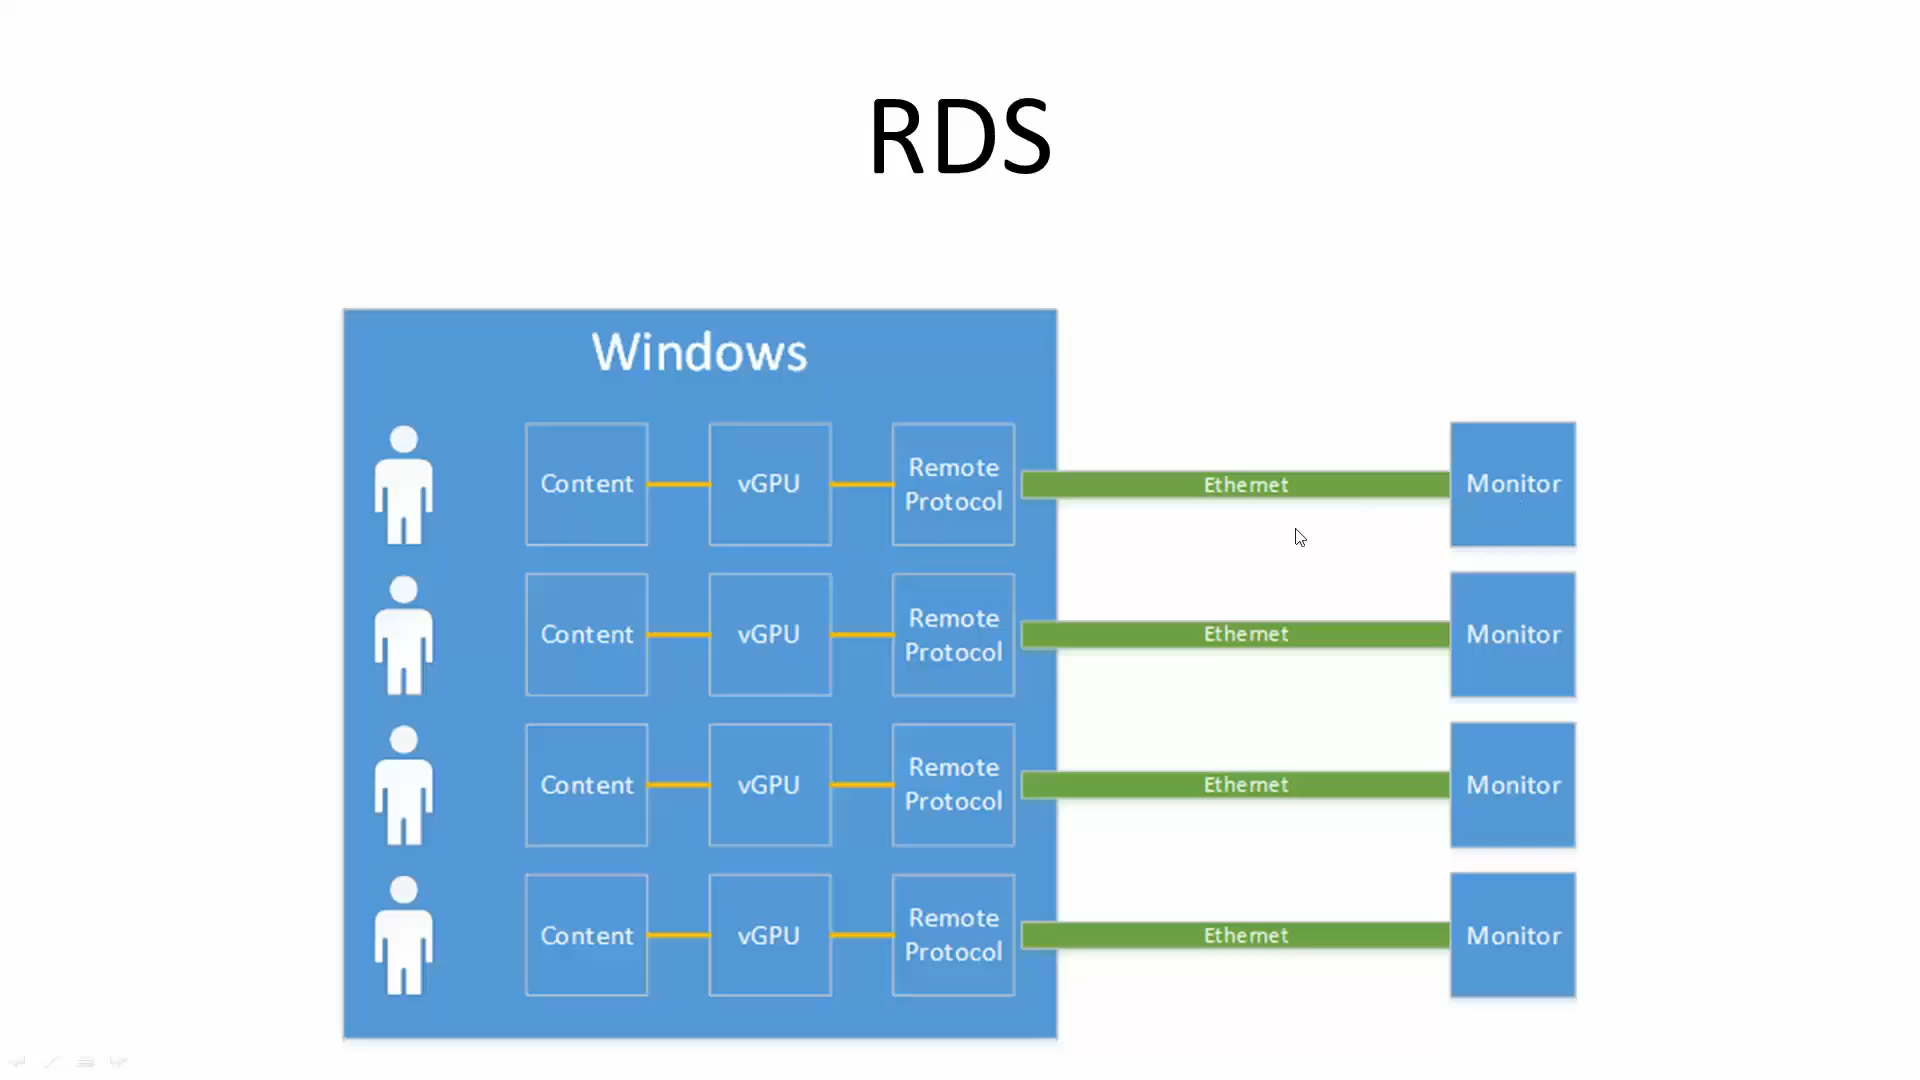 RDS
Windows
Content
vGPU
Remote
Protocol
Ethernet
Monitor
Content
vGPU
Remote
Protocol
Ethernet
Monitor
Content
vGPU
Remote
Protocol
Ethernet
Monitor
Content
vGPU
Remote
Protocol
Ethernet
Monitor